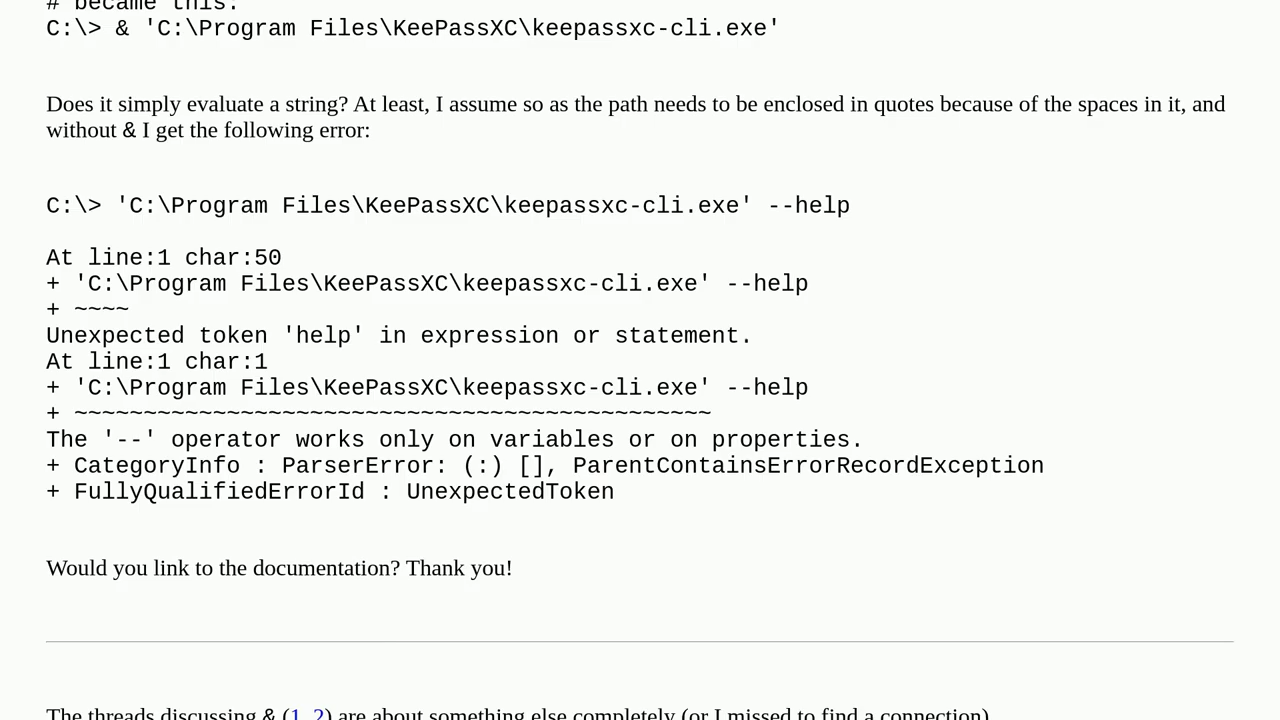 # became this:
C:\> & 'C:\Program Files\KeePassXC\keepassxc-cli.exe'
Does it simply evaluate a string? At least, I assume so as the path needs to be enclosed in quotes because of the spaces in it, and
without & I get the following error:
C:\> 'C:\Program Files\KeePassXC\keepassxc-cli.exe' --help
At line:1 char:50
+ 'C:\Program Files\KeePassXC\keepassxc-cli.exe' --help
+ ~~~~
Unexpected token 'help' in expression or statement.
At line:1 char:1
+ 'C:\Program Files\KeePassXC\keepassxc-cli.exe' --help
+ ~~~~~~~~~~~~~~~~~~~~~~~~~~~~~~~~~~~~~~~~~~~~~~
The '--' operator works only on variables or on properties.
+ CategoryInfo : ParserError: (:) [], ParentContainsErrorRecordException
+ FullyQualifiedErrorId : UnexpectedToken
Would you link to the documentation? Thank you!
The threads discussing & (1, 2) are about something else completely (or I missed to find a connection).